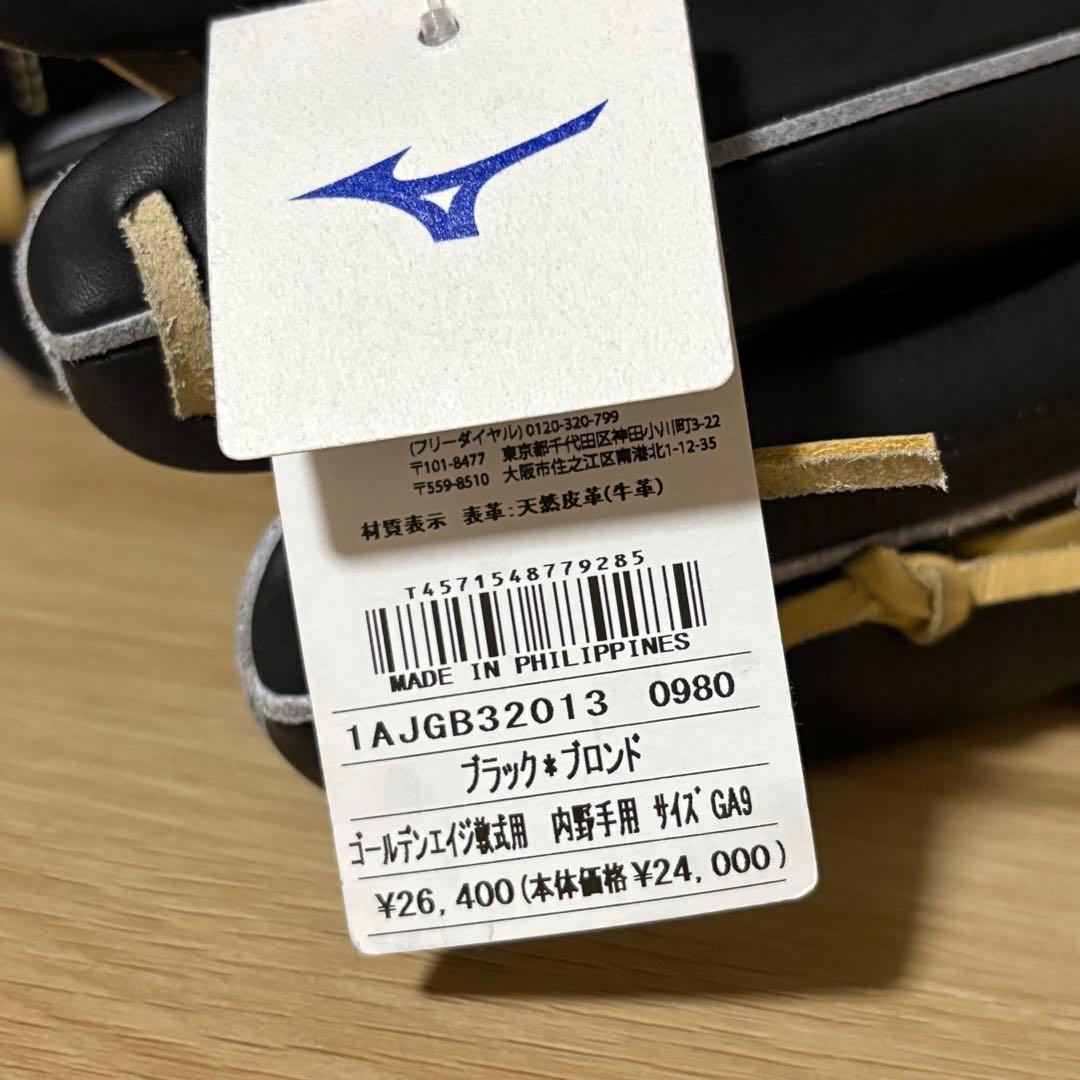 (フリーダイヤル) 0120-320-799
〒101-8477 東京都千代田区神田小川町3-22
〒559-8510 大阪市住之江区南港北1-12-35
材質表示 表革:天然皮革(牛革)
T4571548779285
MADE IN PHILIPPINES
1AJGB32013 0980
ブラック*ブロンド
ゴールデンエイジ軟式用 内野手用 サイズ GA9
¥26,400(本体価格¥24,000)